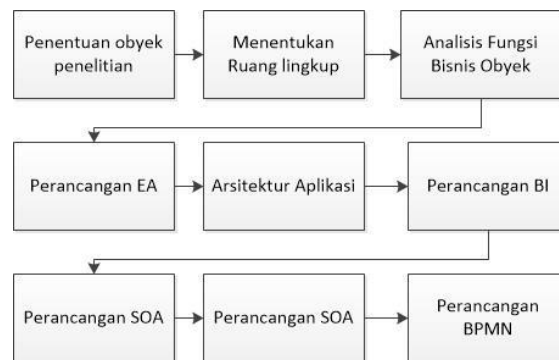 Penentuan obyek
penelitian
Menentukan
Ruang lingkup
Analisis Fungsi
Bisnis Obyek
Perancangan EA
Arsitektur Aplikasi
Perancangan BI
Perancangan SOA
Perancangan SOA
Perancangan
BPMN